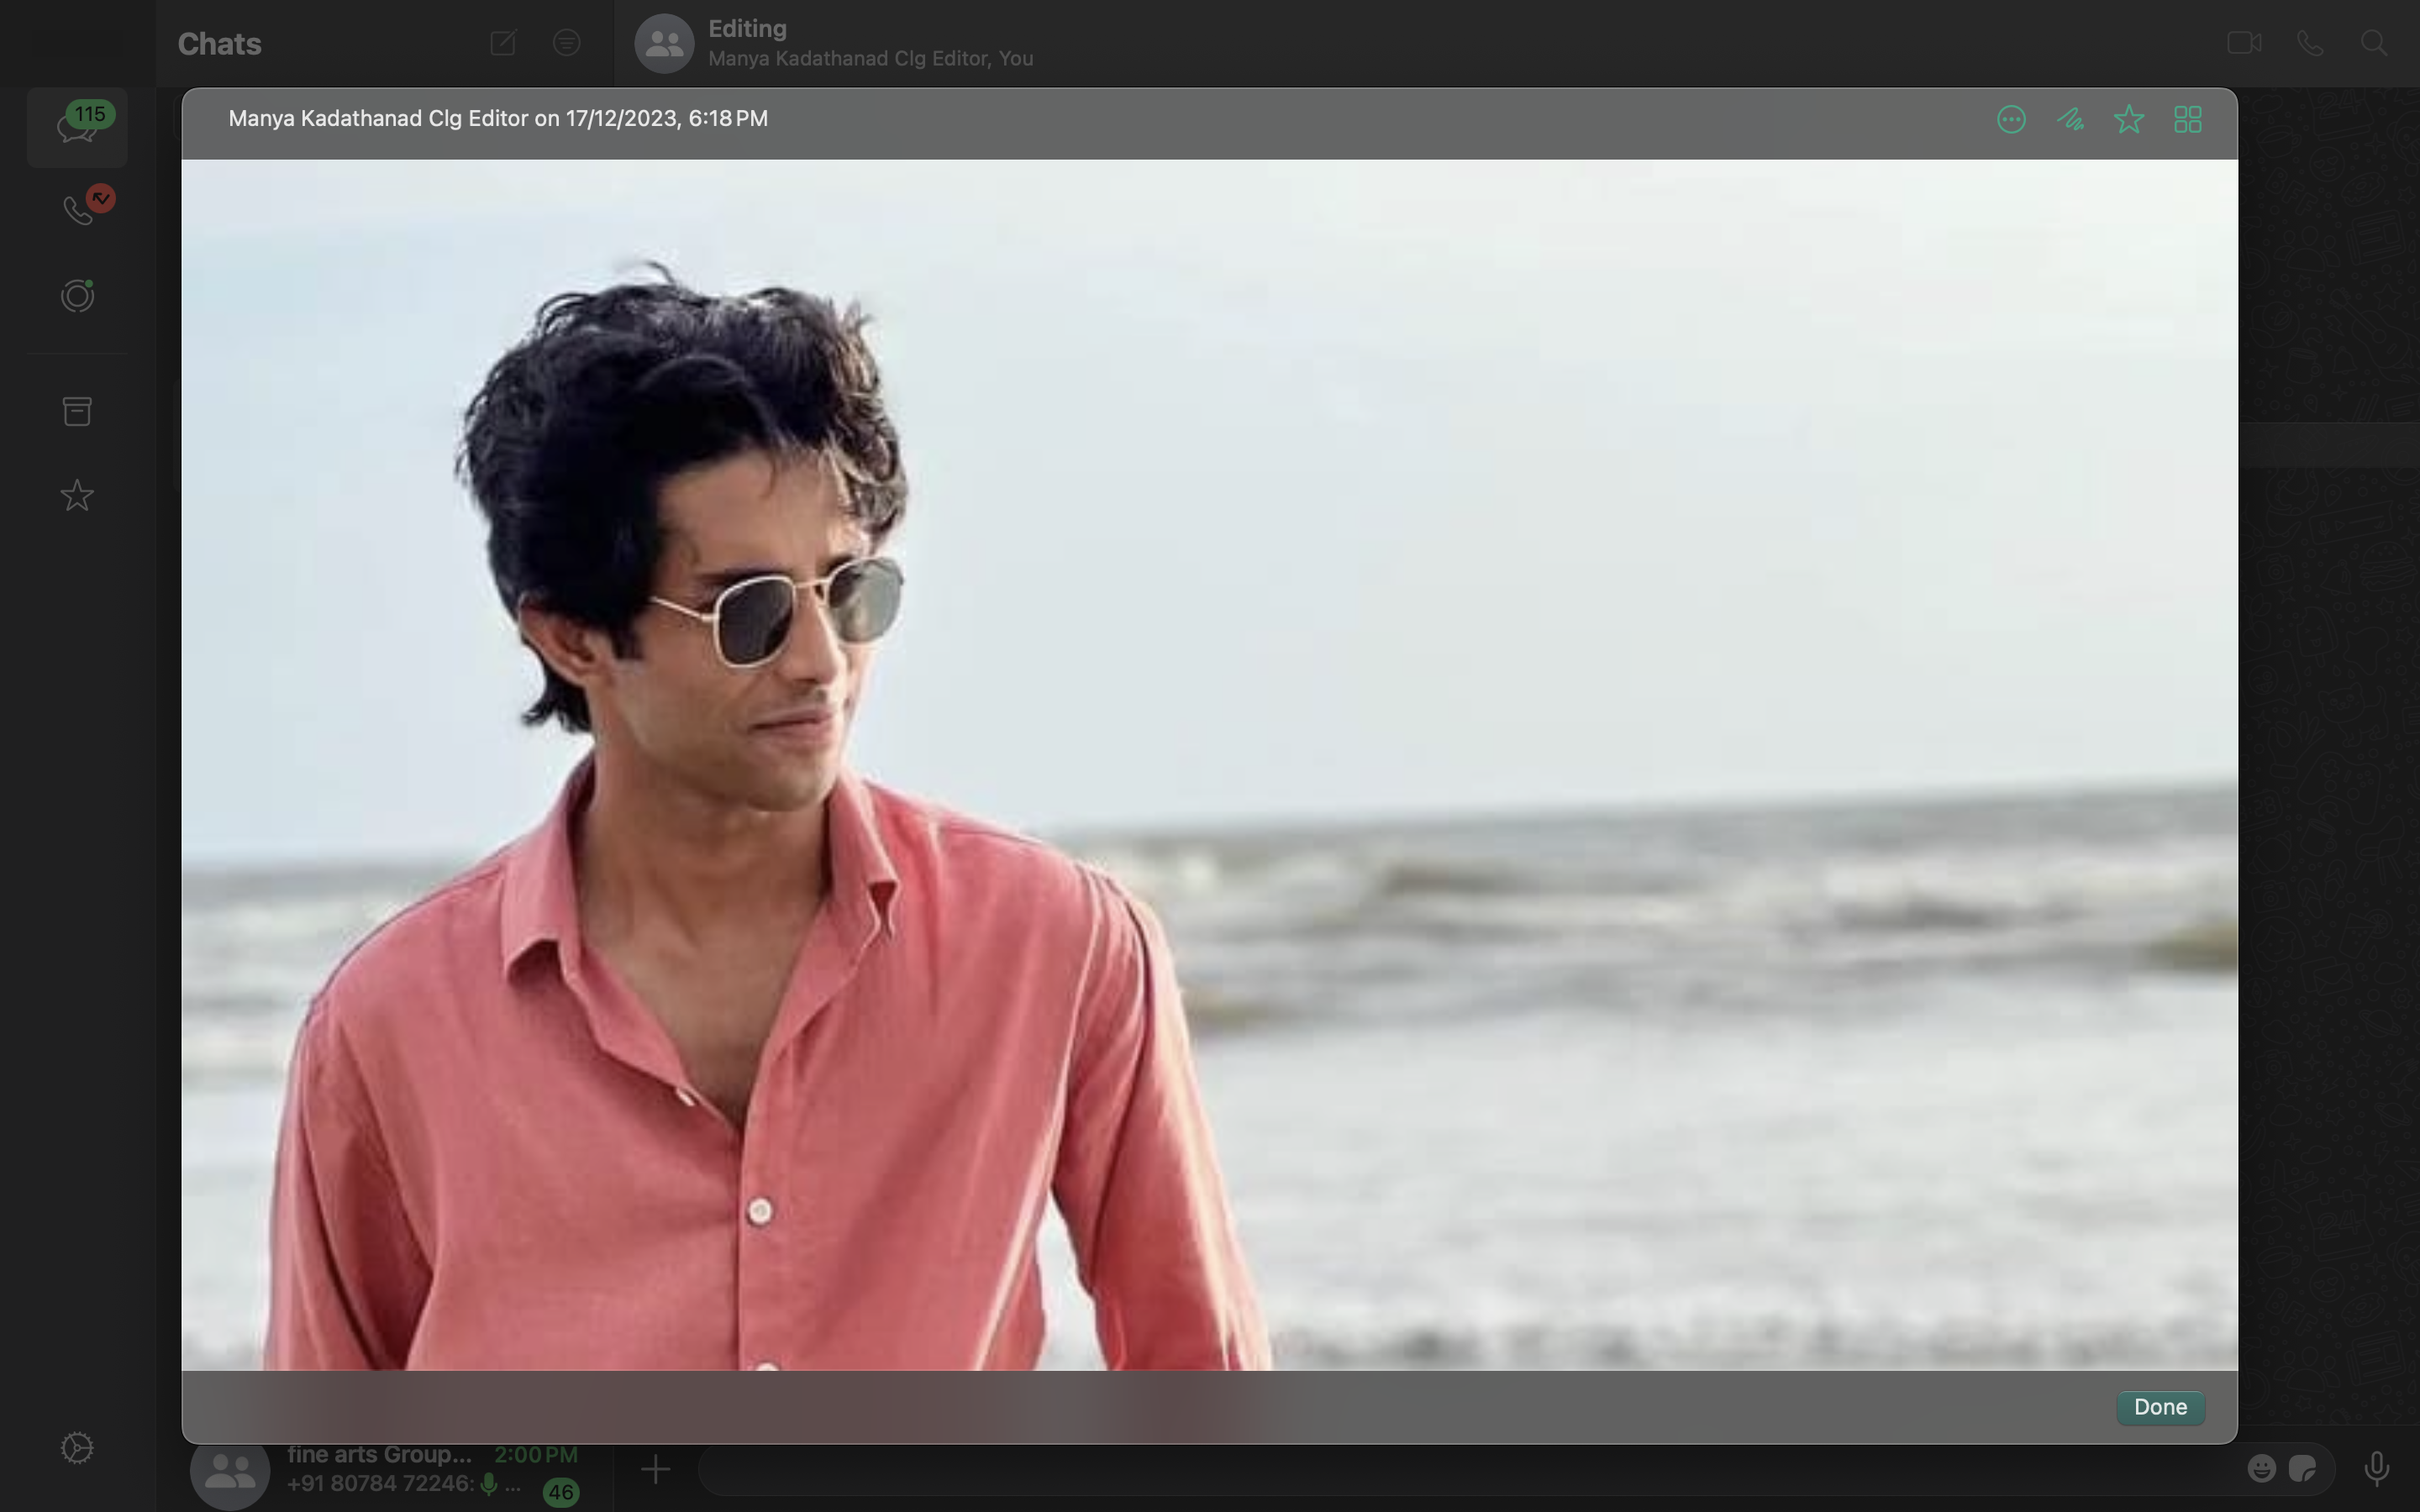 Chats
Editing
Manya Kadathanad Clg Editor, You
115
Manya Kadathanad Clg Editor on 17/12/2023, 6:18 PM
Done
fine arts Group... 2:00 PM
+91 80784 72246: ...
46